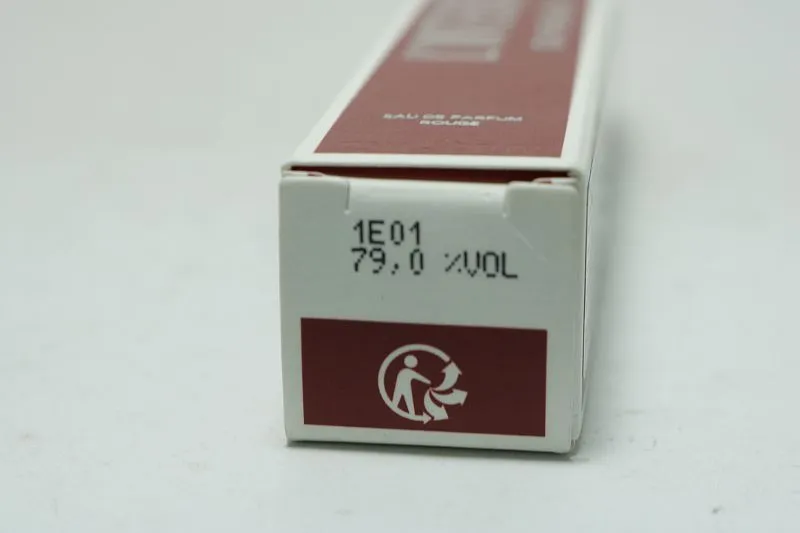 EAU DE PARFUM
ROUGE
1E01
79,0 %VOL